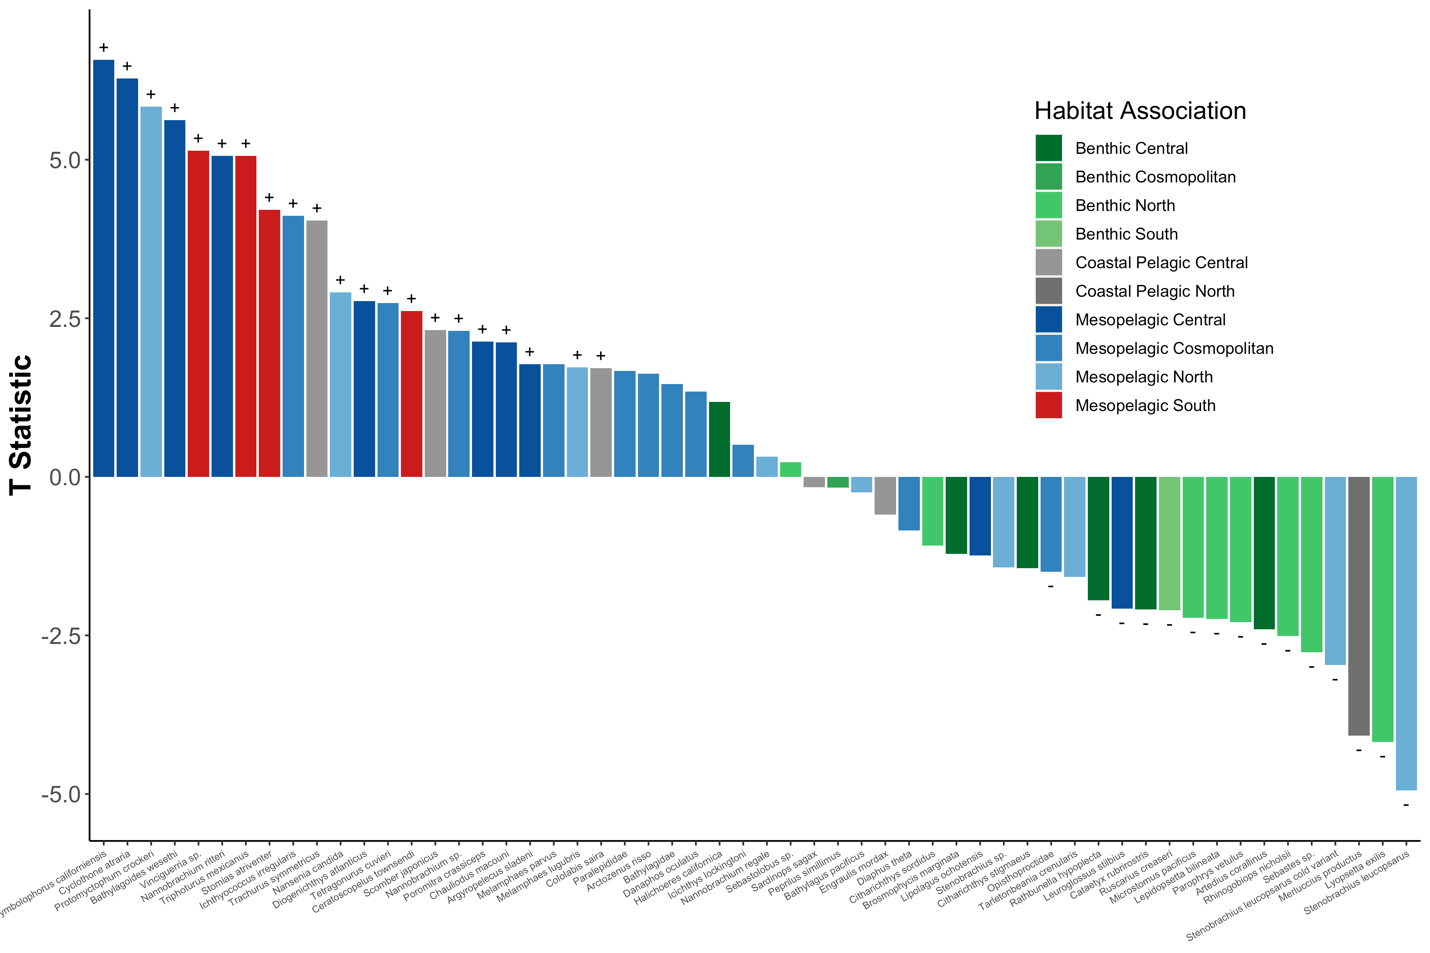 Habitat Association
Benthic Central
Benthic Cosmopolitan
Benthic North
Benthic South
Coastal Pelagic Central
Coastal Pelagic North
Mesopelagic Central
Mesopelagic Cosmopolitan
Mesopelagic North
Mesopelagic South
T Statistic
5.0
2.5
0.0
-2.5
-5.0
ymbolophorus californiensis
Cyclothone atraria
Protomyctophum crockeri
Bathylagoides wesethi
Vinciguerria sp.
Nannobrachium ritteri
Triphoturus mexicanus
Stomias atriventer
Ichthyococcus irregularis
Trachurus symmetricus
Nansenia candida
Diogenichthys atlanticus
Tetragonurus cuvieri
Ceratoscopelus townsendi
Scomber japonicus
Nannobrachium sp.
Poromitra crassiceps
Chauliodus macouni
Argyropelecus sladeni
Melamphaes parvus
Melamphaes lugubris
Cololabis saira
Paralepididae
Arctozenus risso
Bathylagidae
Danaphos oculatus
Halichoeres californica
Icichthys lockingtoni
Nannobrachium regale
Sebastolobus sp.
Sardinops sagax
Peprilus simillimus
Bathylagus pacificus
Engraulis mordax
Diaphus theta
Citharichthys sordidus
Brosmophycis marginata
Lipolagus ochotensis
Stenobrachius sp.
Citharichthys stigmaeus
Opisthoproctidae
Tarletonbeania crenularis
Rathbunella hypoplecta
Leuroglossus stilbius
Cataetyx rubrirostris
Ruscarius creaseri
Microstomus pacificus
Lepidopsetta bilineata
Parophrys vetulus
Artedius corallinus
Rhinogobiops nicholsii
Sebastes sp.
Stenobrachius leucopsarus cold variant
Merluccius productus
Lyopsetta exilis
Stenobrachius leucopsarus